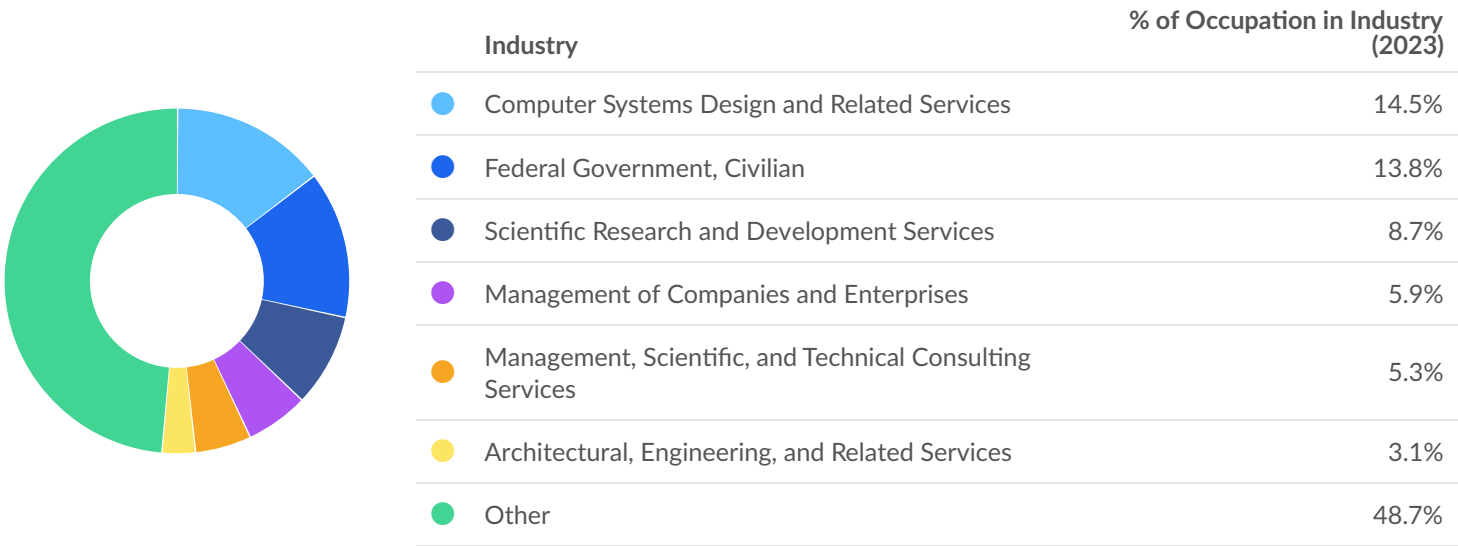 % of Occupation in Industry
Industry
(2023)
Computer Systems Design and Related Services 14.5%
Federal Government, Civilian 13.8%
Scientific Research and Development Services 8.7%
Management of Companies and Enterprises 5.9%
Management, Scientific, and Technical Consulting
Services
5.3%
Architectural, Engineering, and Related Services 3.1%
Other 48.7%